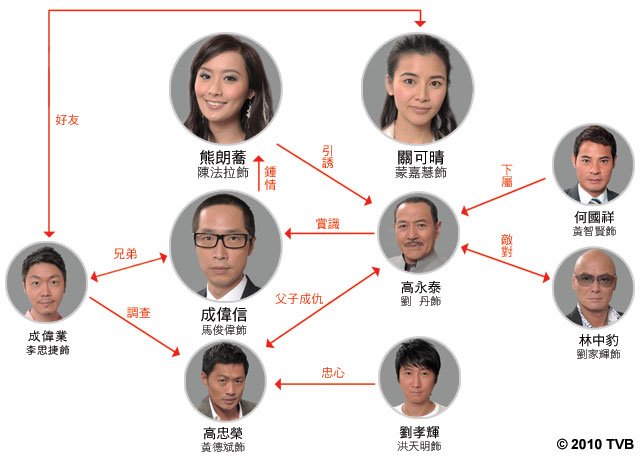 好友
熊朗蕎
陳法拉飾
關可晴
蒙嘉慧飾
引誘
鍾情
下屬
何國祥
黃智賢飾
賞識
兄弟
成偉信
馬俊偉飾
高永泰
劉 丹飾
敵對
成偉業
李思捷飾
調查
父子成仇
林中豹
劉家輝飾
高忠榮
黃德斌飾
忠心
劉孝輝
洪天明飾
© 2010 TVB